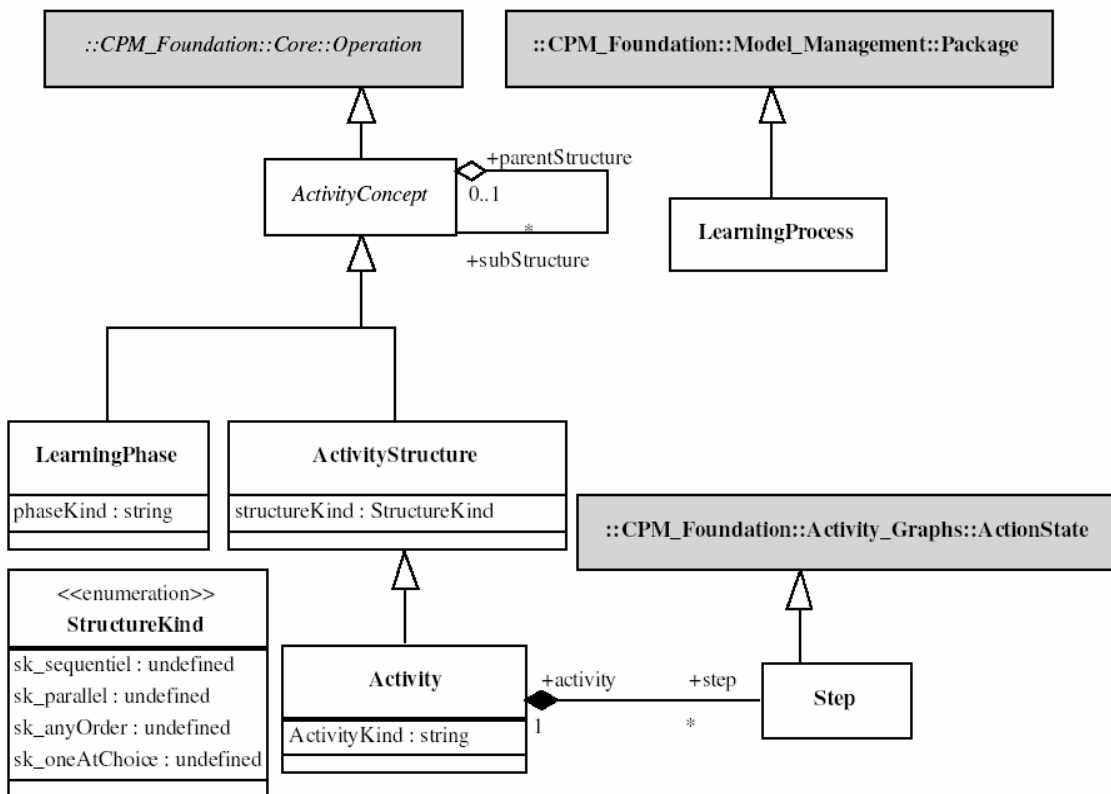 ::CPM_Foundation::Core::Operation
::CPM_Foundation::Model_Management::Package
+parentStructure
ActivityConcept
0..1
*
+subStructure
LearningProcess
LearningPhase
phaseKind : string
ActivityStructure
structureKind : StructureKind
::CPM_Foundation::Activity_Graphs::ActionState
<<enumeration>>
StructureKind
sk_sequentiel : undefined
sk_parallel : undefined
sk_anyOrder : undefined
sk_oneAtChoice : undefined
Activity
ActivityKind : string
+activity
1
+step
*
Step